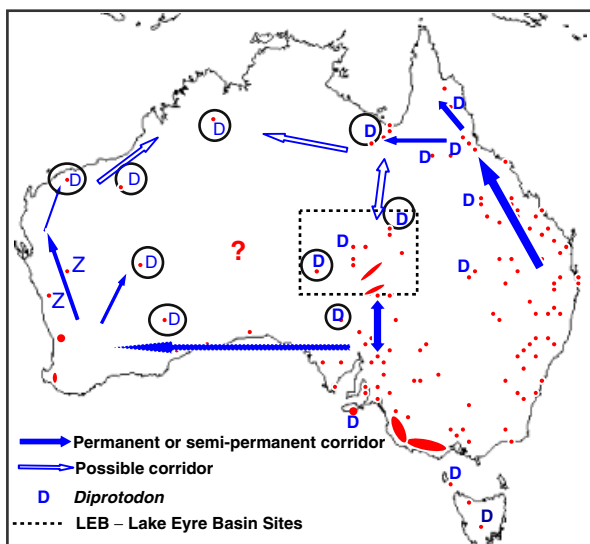 D
D
D
D
D
D
D
D
D
D
?
D
D
D
Z
Z
D
D
D
Permanent or semi-permanent corridor
Possible corridor
D
D Diprotodon
D
LEB – Lake Eyre Basin Sites